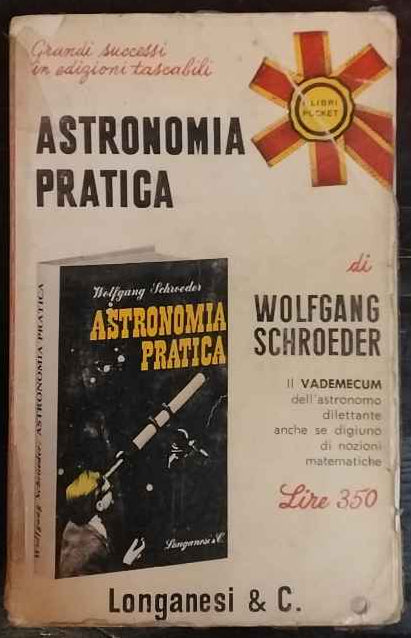 Grandi successi
in edizioni tascabili
I LIBRI
POCKET
ASTRONOMIA
PRATICA
di
WOLFGANG
SCHROEDER
Il VADEMECUM
dell'astronomo
dilettante
anche se digiuno
di nozioni
matematiche
Lire 350
Wolfgang Schroeder
ASTRONOMIA
PRATICA
Longanesi & C.
Wolfgang Schroeder: ASTRONOMIA PRATICA
Longanesi & C.